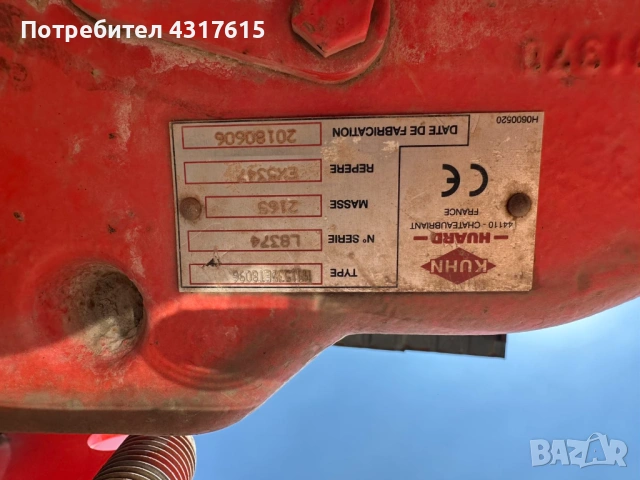 Потребител 4317615
KUHN
HUARD
44110 - CHATEAUBRIANT
FRANCE
CE
TYPE
N° SERIE L8374
MASSE 2165
REPERE
DATE DE FABRICATION 20180606
H0600520
bazar